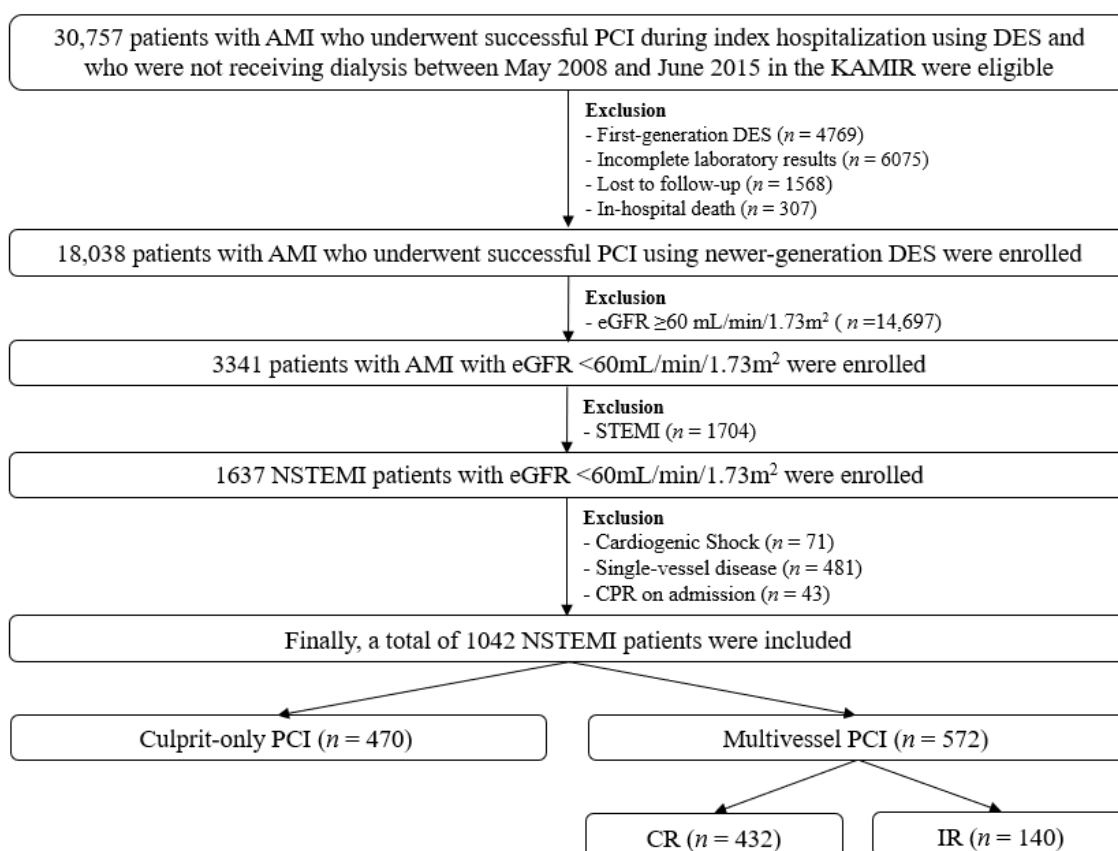 30,757 patients with AMI who underwent successful PCI during index hospitalization using DES and
who were not receiving dialysis between May 2008 and June 2015 in the KAMIR were eligible
Exclusion
- First-generation DES (n = 4769)
- Incomplete laboratory results (n = 6075)
- Lost to follow-up (n = 1568)
- In-hospital death (n = 307)
18,038 patients with AMI who underwent successful PCI using newer-generation DES were enrolled
Exclusion
- eGFR ≥60 mL/min/1.73m² ( n =14,697)
3341 patients with AMI with eGFR <60mL/min/1.73m² were enrolled
Exclusion
- STEMI (n = 1704)
1637 NSTEMI patients with eGFR <60mL/min/1.73m² were enrolled
Exclusion
- Cardiogenic Shock (n = 71)
- Single-vessel disease (n = 481)
- CPR on admission (n = 43)
Finally, a total of 1042 NSTEMI patients were included
Culprit-only PCI (n = 470)
Multivessel PCI (n = 572)
CR (n = 432)
IR (n = 140)